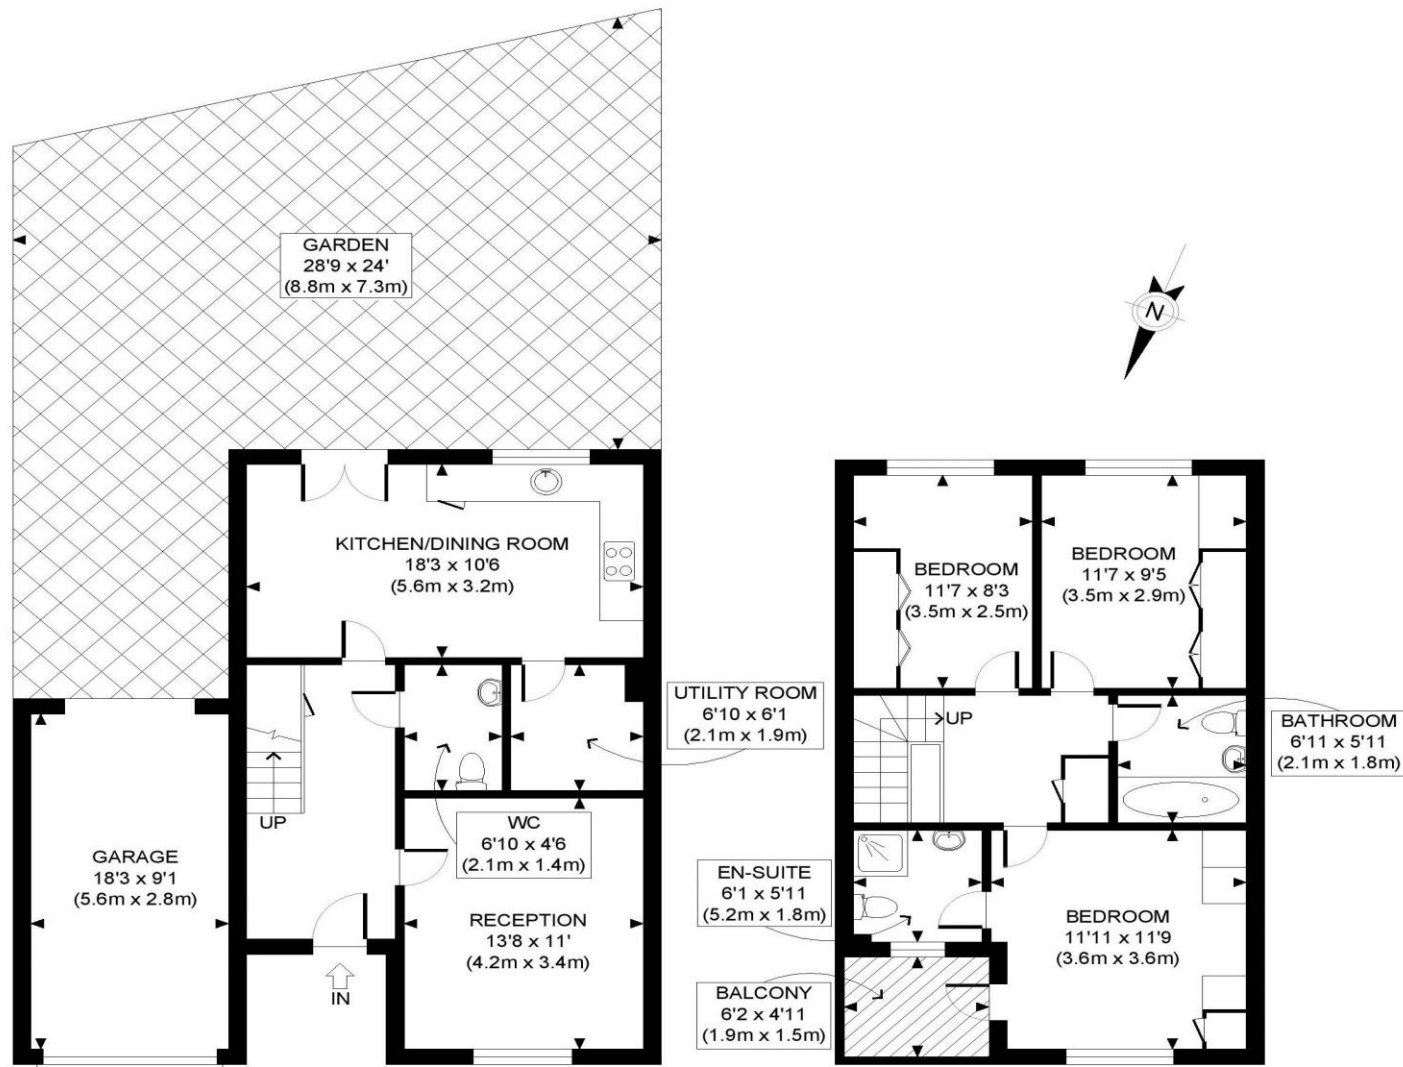 GARDEN
28'9 x 24'
(8.8m x 7.3m)
N
KITCHEN/DINING ROOM
18'3 x 10'6
(5.6m x 3.2m)
BEDROOM
11'7 x 8'3
(3.5m x 2.5m)
BEDROOM
11'7 x 9'5
(3.5m x 2.9m)
UTILITY ROOM
6'10 x 6'1
(2.1m x 1.9m)
UP
BATHROOM
6'11 x 5'11
(2.1m x 1.8m)
UP
WC
6'10 x 4'6
(2.1m x 1.4m)
GARAGE
18'3 x 9'1
(5.6m x 2.8m)
EN-SUITE
6'1 x 5'11
(5.2m x 1.8m)
RECEPTION
13'8 x 11'
(4.2m x 3.4m)
BEDROOM
11'11 x 11'9
(3.6m x 3.6m)
IN
BALCONY
6'2 x 4'11
(1.9m x 1.5m)